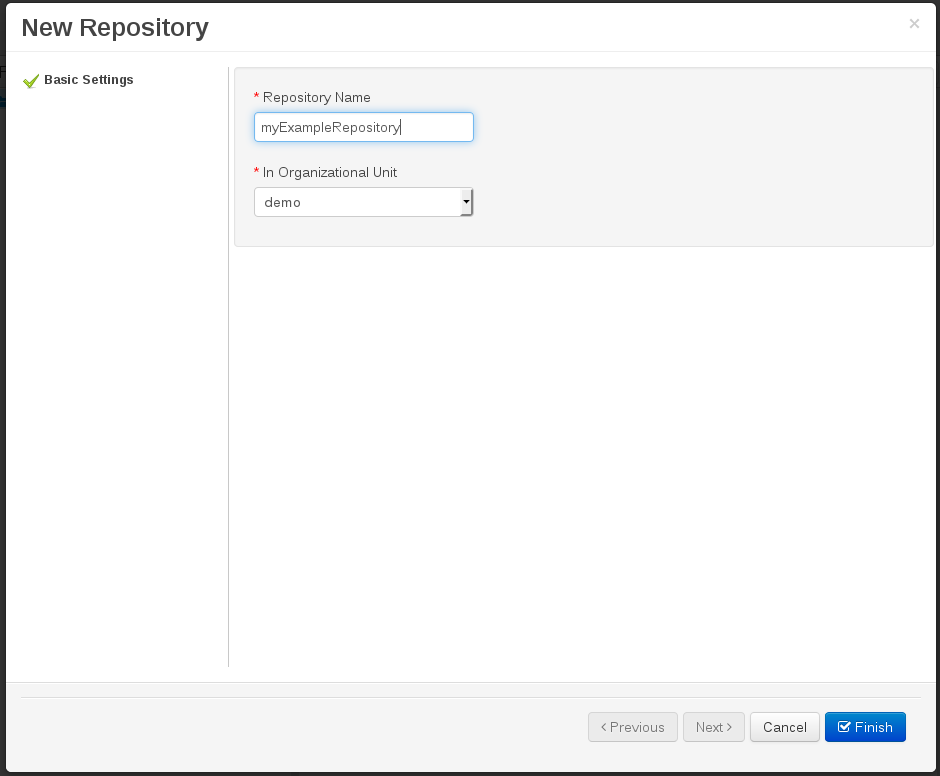 New Repository
×
Basic Settings
* Repository Name
myExampleRepository
* In Organizational Unit
demo
< Previous
Next >
Cancel
Finish